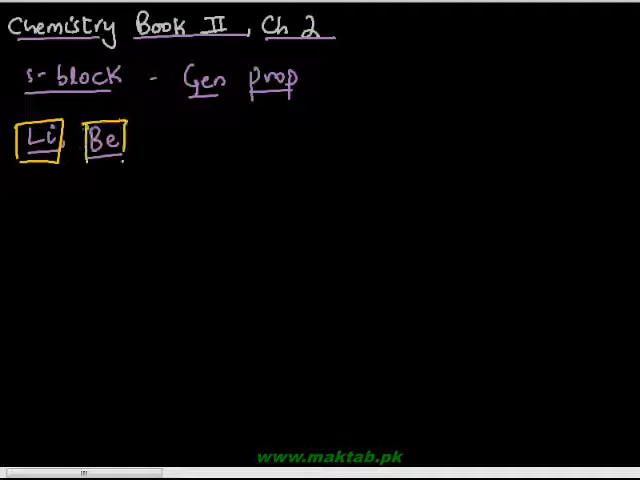 Chemistry Book II, Ch 2
s-block - Gen prop
Li, Be
www.maktab.pk